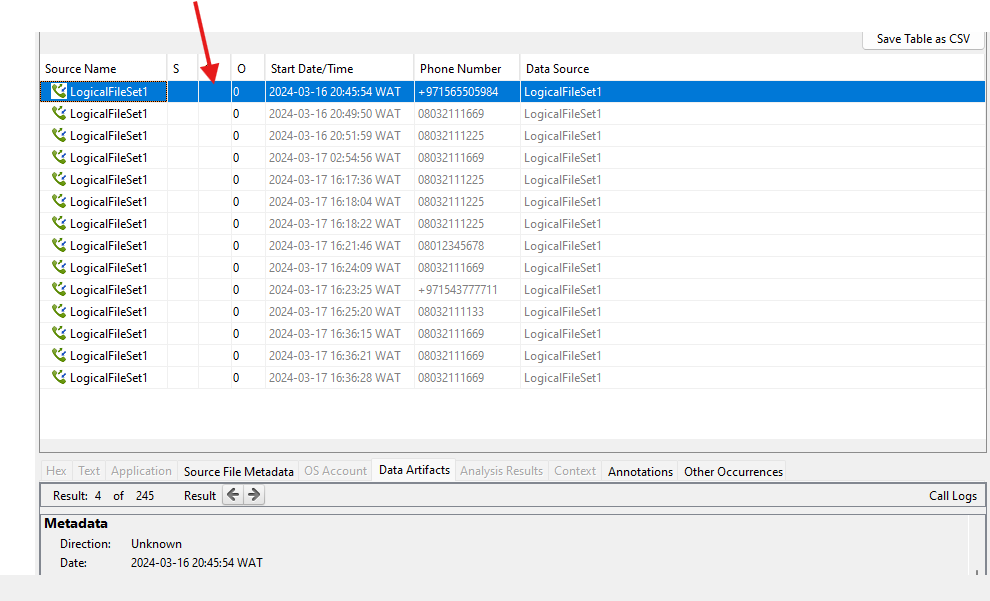 Save Table as CSV
Source Name S O Start Date/Time Phone Number Data Source
LogicalFileSet1 0 2024-03-16 20:45:54 WAT +971565505984 LogicalFileSet1
LogicalFileSet1 0 2024-03-16 20:49:50 WAT 08032111669 LogicalFileSet1
LogicalFileSet1 0 2024-03-16 20:51:59 WAT 08032111225 LogicalFileSet1
LogicalFileSet1 0 2024-03-17 02:54:56 WAT 08032111669 LogicalFileSet1
LogicalFileSet1 0 2024-03-17 16:17:36 WAT 08032111225 LogicalFileSet1
LogicalFileSet1 0 2024-03-17 16:18:04 WAT 08032111225 LogicalFileSet1
LogicalFileSet1 0 2024-03-17 16:18:22 WAT 08032111225 LogicalFileSet1
LogicalFileSet1 0 2024-03-17 16:21:46 WAT 08012345678 LogicalFileSet1
LogicalFileSet1 0 2024-03-17 16:24:09 WAT 08032111669 LogicalFileSet1
LogicalFileSet1 0 2024-03-17 16:23:25 WAT +971543777711 LogicalFileSet1
LogicalFileSet1 0 2024-03-17 16:25:20 WAT 08032111133 LogicalFileSet1
LogicalFileSet1 0 2024-03-17 16:36:15 WAT 08032111669 LogicalFileSet1
LogicalFileSet1 0 2024-03-17 16:36:21 WAT 08032111669 LogicalFileSet1
LogicalFileSet1 0 2024-03-17 16:36:28 WAT 08032111669 LogicalFileSet1
Hex Text Application Source File Metadata OS Account Data Artifacts Analysis Results Context Annotations Other Occurrences
Result: 4 of 245 Result Call Logs
Metadata
Direction: Unknown
Date: 2024-03-16 20:45:54 WAT